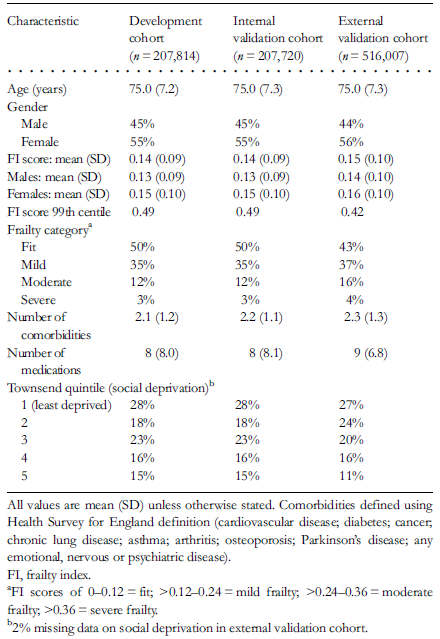 Characteristic Development cohort (n = 207,814) Internal validation cohort (n = 207,720) External validation cohort (n = 516,007)
Age (years) 75.0 (7.2) 75.0 (7.3) 75.0 (7.3)
Gender
Male 45% 45% 44%
Female 55% 55% 56%
FI score: mean (SD) 0.14 (0.09) 0.14 (0.09) 0.15 (0.10)
Males: mean (SD) 0.13 (0.09) 0.13 (0.09) 0.14 (0.10)
Females: mean (SD) 0.15 (0.10) 0.15 (0.10) 0.16 (0.10)
FI score 99th centile 0.49 0.49 0.42
Frailty categoryᵃ
Fit 50% 50% 43%
Mild 35% 35% 37%
Moderate 12% 12% 16%
Severe 3% 3% 4%
Number of comorbidities 2.1 (1.2) 2.2 (1.1) 2.3 (1.3)
Number of medications 8 (8.0) 8 (8.1) 9 (6.8)
Townsend quintile (social deprivation)ᵇ
1 (least deprived) 28% 28% 27%
2 18% 18% 24%
3 23% 23% 20%
4 16% 16% 16%
5 15% 15% 11%
All values are mean (SD) unless otherwise stated. Comorbidities defined using
Health Survey for England definition (cardiovascular disease; diabetes; cancer;
chronic lung disease; asthma; arthritis; osteoporosis; Parkinson's disease; any
emotional, nervous or psychiatric disease).
FI, frailty index.
ᵃFI scores of 0–0.12 = fit; >0.12–0.24 = mild frailty; >0.24–0.36 = moderate
frailty; >0.36 = severe frailty.
ᵇ2% missing data on social deprivation in external validation cohort.